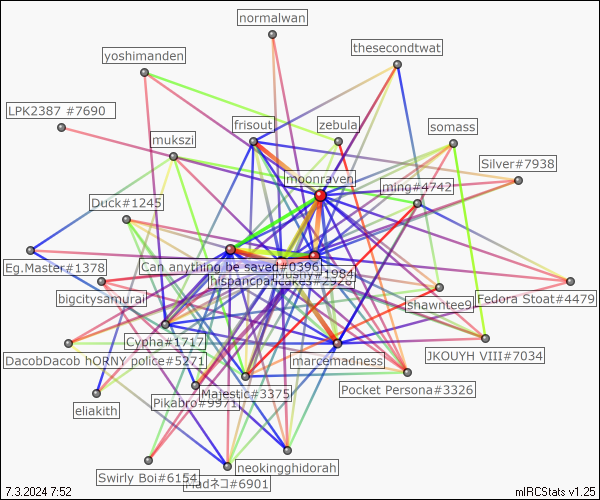 normalwan
yoshimanden
thesecondtwat
LPK2387 #7690
frisout
zebula
somass
mukszi
Silver#7938
moonraven
ming#4742
Duck#1245
Eg.Master#1378
Can anything be saved#0396
Mushy#1984
hispancpancakes#2928
bigcitysamurai
shawntee9
Fedora Stoat#4479
Cypha#1717
DacobDacob hORNY police#5271
marcemadness
JKOUYH VIII#7034
Majestic#3375
Pocket Persona#3326
Pikabro#9971
eliakith
neokingghidorah
Swirly Boi#6154
Madネコ#6901
7.3.2024 7:52
mIRCStats v1.25